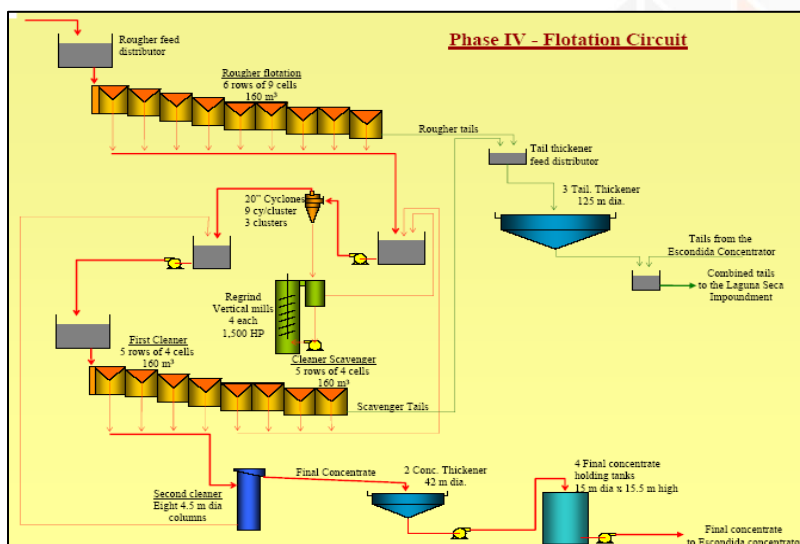 Phase IV - Flotation Circuit
Rougher feed
distributor
Rougher flotation
6 rows of 9 cells
160 m³
Rougher tails
Tail thickener
feed distributor
3 Tail. Thickener
125 m dia.
20" Cyclones
9 cy/cluster
3 clusters
Tails from the
Escondida Concentrator
Combined tails
to the Laguna Seca
Impoundment
Regrind
Vertical mills
4 each
1,500 HP
First Cleaner
5 rows of 4 cells
160 m³
Cleaner Scavenger
5 rows of 4 cells
160 m³
Scavenger Tails
Final Concentrate
2 Conc. Thickener
42 m dia.
4 Final concentrate
holding tanks
15 m dia x 15.5 m high
Second cleaner
Eight 4.5 m dia
columns
Final concentrate
to Escondida concentrator